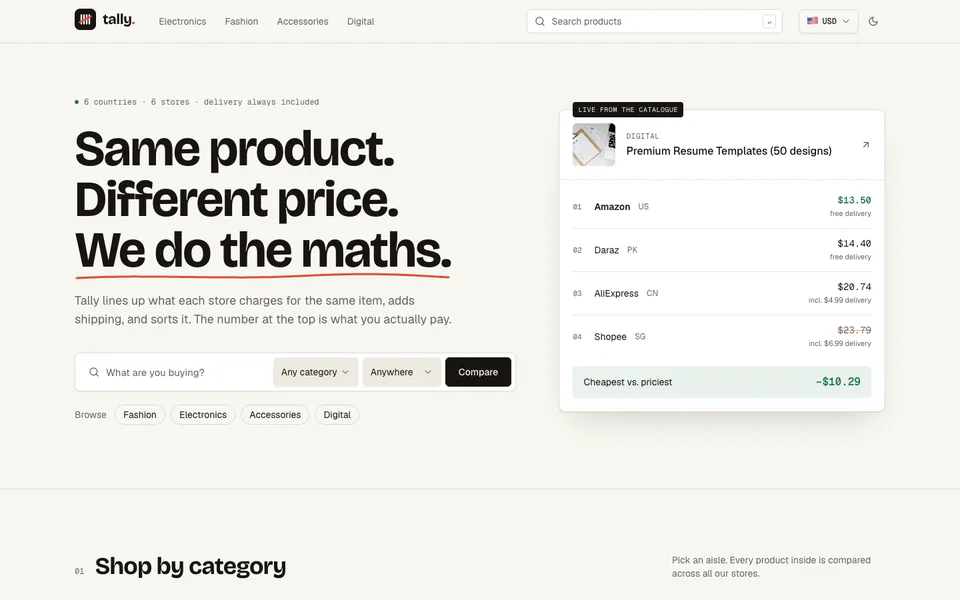 tally.
Electronics
Fashion
Accessories
Digital
Search products
USD
6 countries · 6 stores · delivery always included
Same product.
Different price.
We do the maths.
Tally lines up what each store charges for the same item, adds
shipping, and sorts it. The number at the top is what you actually pay.
What are you buying?
Any category
Anywhere
Compare
Browse
Fashion
Electronics
Accessories
Digital
LIVE FROM THE CATALOGUE
DIGITAL
Premium Resume Templates (50 designs)
01 Amazon US $13.50
free delivery
02 Daraz PK $14.40
free delivery
03 AliExpress CN $20.74
incl. $4.99 delivery
04 Shopee SG $23.79
incl. $6.99 delivery
Cheapest vs. priciest −$10.29
01 Shop by category
Pick an aisle. Every product inside is compared
across all our stores.